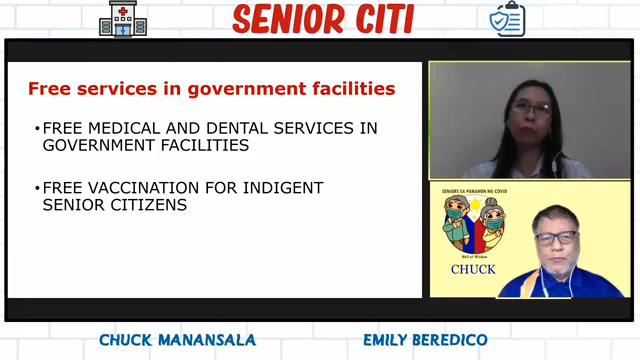 SENIOR CITI
Free services in government facilities
•FREE MEDICAL AND DENTAL SERVICES IN
GOVERNMENT FACILITIES
•FREE VACCINATION FOR INDIGENT
SENIOR CITIZENS
SENIORS SA PANAHON NG COVID
Well of Wisdom
CHUCK
CHUCK MANANSALA
EMILY BEREDICO